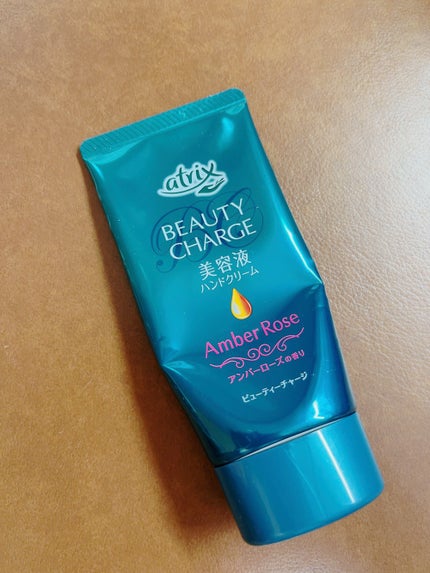 atrix
BEAUTY
CHARGE
美容液
ハンドクリーム
Amber Rose
アンバーローズの香り
ビューティーチャージ